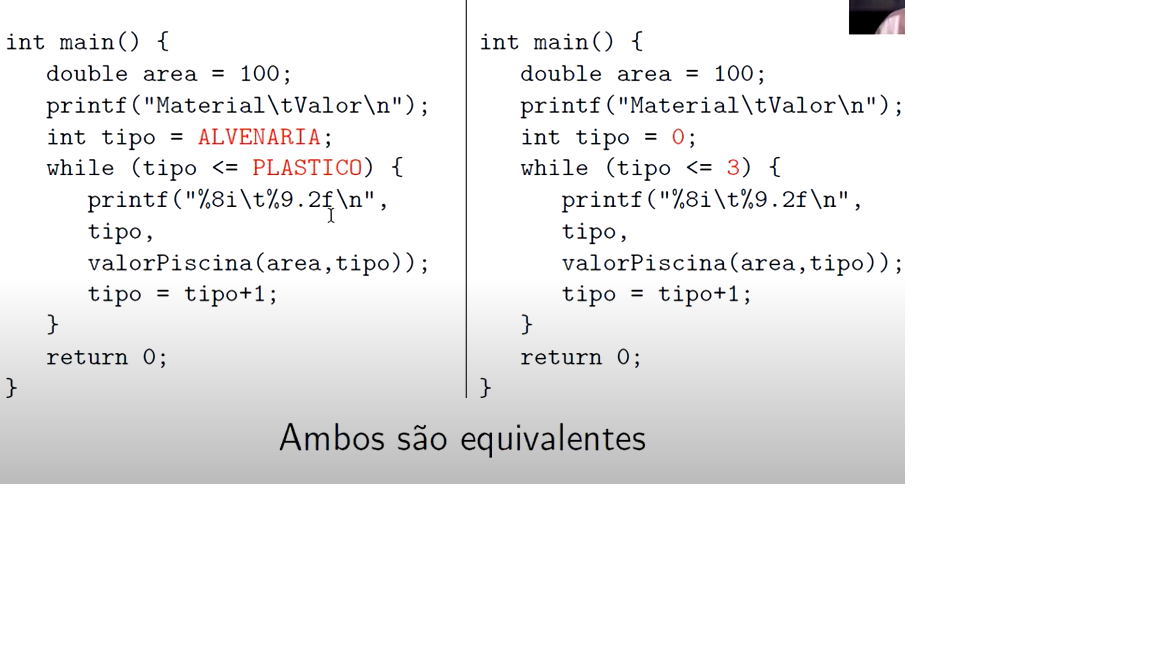 int main() {
double area = 100;
printf("Material\tValor\n");
int tipo = ALVENARIA;
while (tipo <= PLASTICO) {
printf("%8i\t%9.2f\n",
tipo,
valorPiscina(area,tipo));
tipo = tipo+1;
}
return 0;
}
int main() {
double area = 100;
printf("Material\tValor\n");
int tipo = 0;
while (tipo <= 3) {
printf("%8i\t%9.2f\n",
tipo,
valorPiscina(area,tipo));
tipo = tipo+1;
}
return 0;
}
Ambos são equivalentes